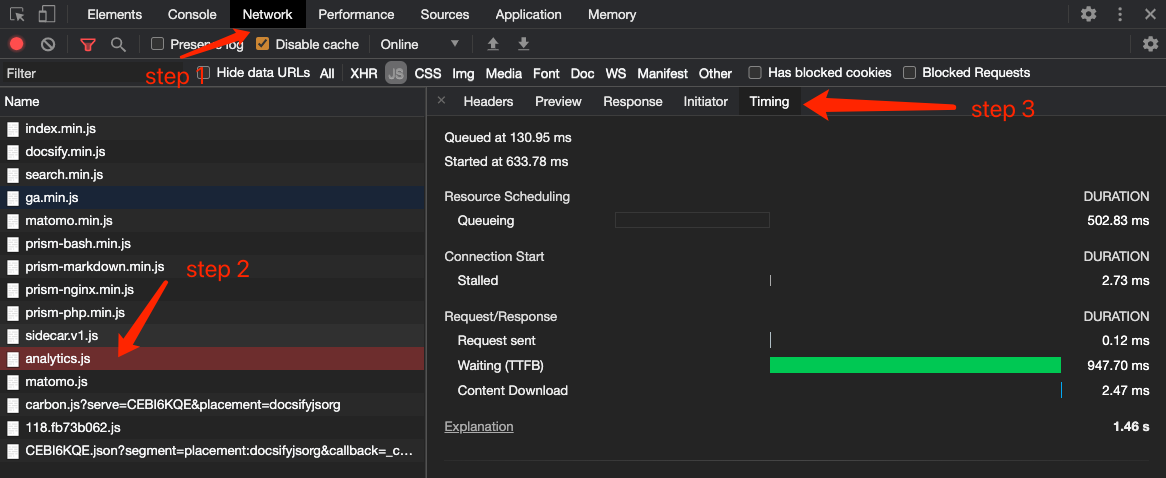 Elements Console Network Performance Sources Application Memory
Preserve log Disable cache Online
step 1
Filter Hide data URLs All XHR JS CSS Img Media Font Doc WS Manifest Other Has blocked cookies Blocked Requests
Name
index.min.js
docsify.min.js
search.min.js
ga.min.js
matomo.min.js
prism-bash.min.js
prism-markdown.min.js
step 2
prism-nginx.min.js
prism-php.min.js
sidecar.v1.js
analytics.js
matomo.js
carbon.js?serve=CEBI6KQE&placement=docsifyjsorg
118.fb73b062.js
CEBI6KQE.json?segment=placement:docsifyjsorg&callback=_c…
Headers Preview Response Initiator Timing
step 3
Queued at 130.95 ms
Started at 633.78 ms
Resource Scheduling DURATION
Queueing 502.83 ms
Connection Start DURATION
Stalled 2.73 ms
Request/Response DURATION
Request sent 0.12 ms
Waiting (TTFB) 947.70 ms
Content Download 2.47 ms
Explanation 1.46 s